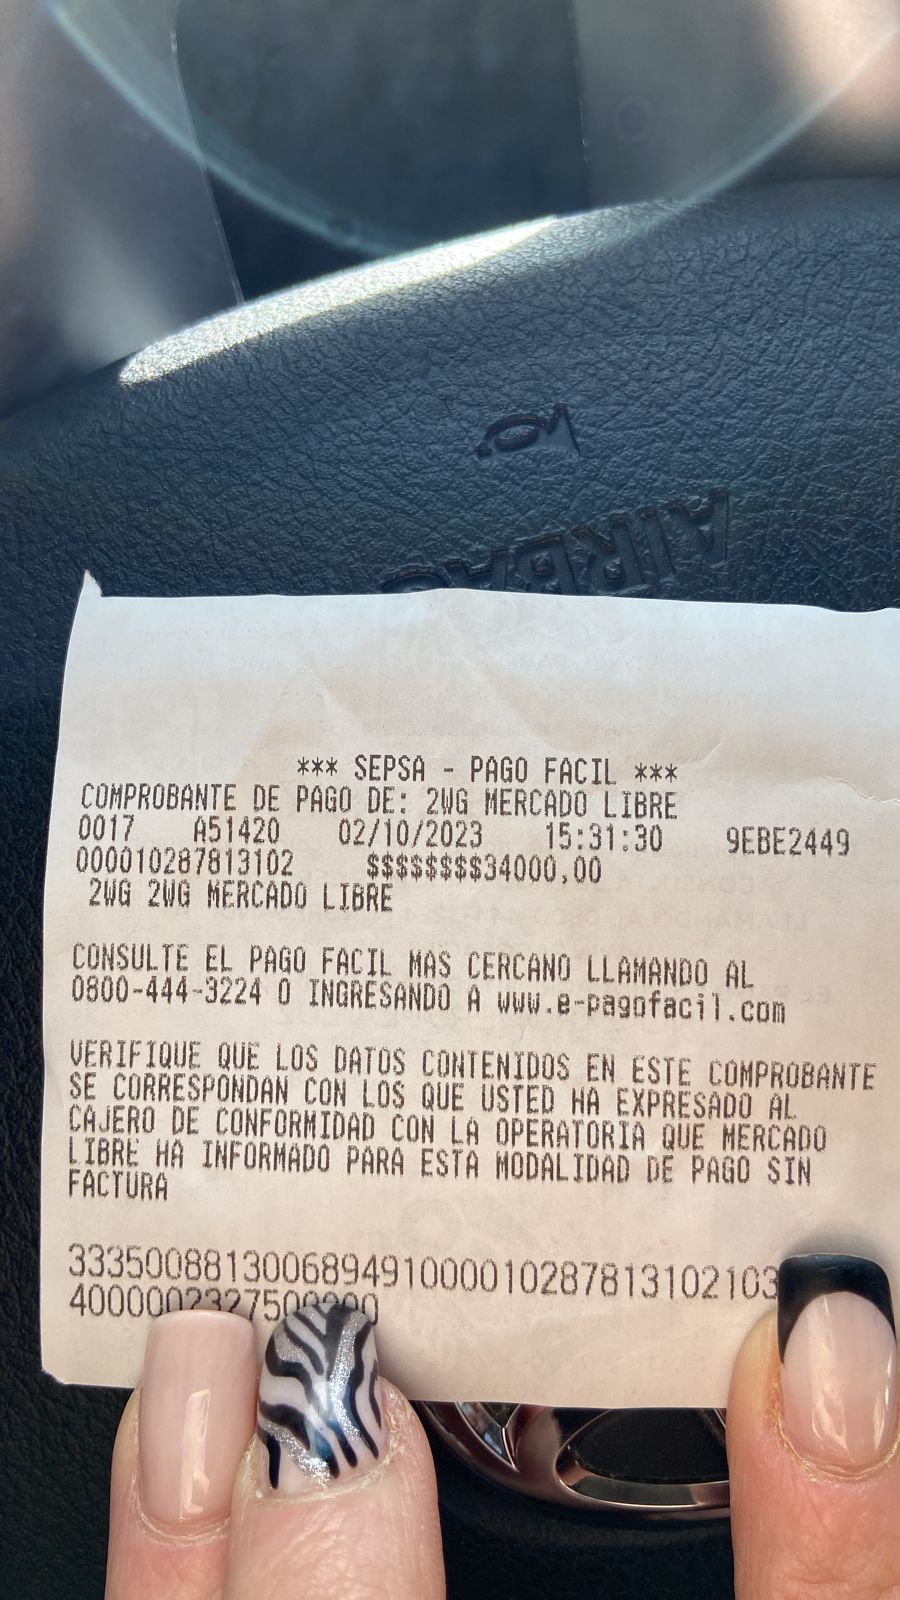 AIRBAG
*** SEPSA - PAGO FACIL ***
COMPROBANTE DE PAGO DE: 2WG MERCADO LIBRE
0017 A51420 02/10/2023 15:31:30 9EBE2449
000010287813102 $$$$$$$$34000,00
2WG 2WG MERCADO LIBRE
CONSULTE EL PAGO FACIL MAS CERCANO LLAMANDO AL
0800-444-3224 O INGRESANDO A www.e-pagofacil.com
VERIFIQUE QUE LOS DATOS CONTENIDOS EN ESTE COMPROBANTE
SE CORRESPONDAN CON LOS QUE USTED HA EXPRESADO AL
CAJERO DE CONFORMIDAD CON LA OPERATORIA QUE MERCADO
LIBRE HA INFORMADO PARA ESTA MODALIDAD DE PAGO SIN
FACTURA